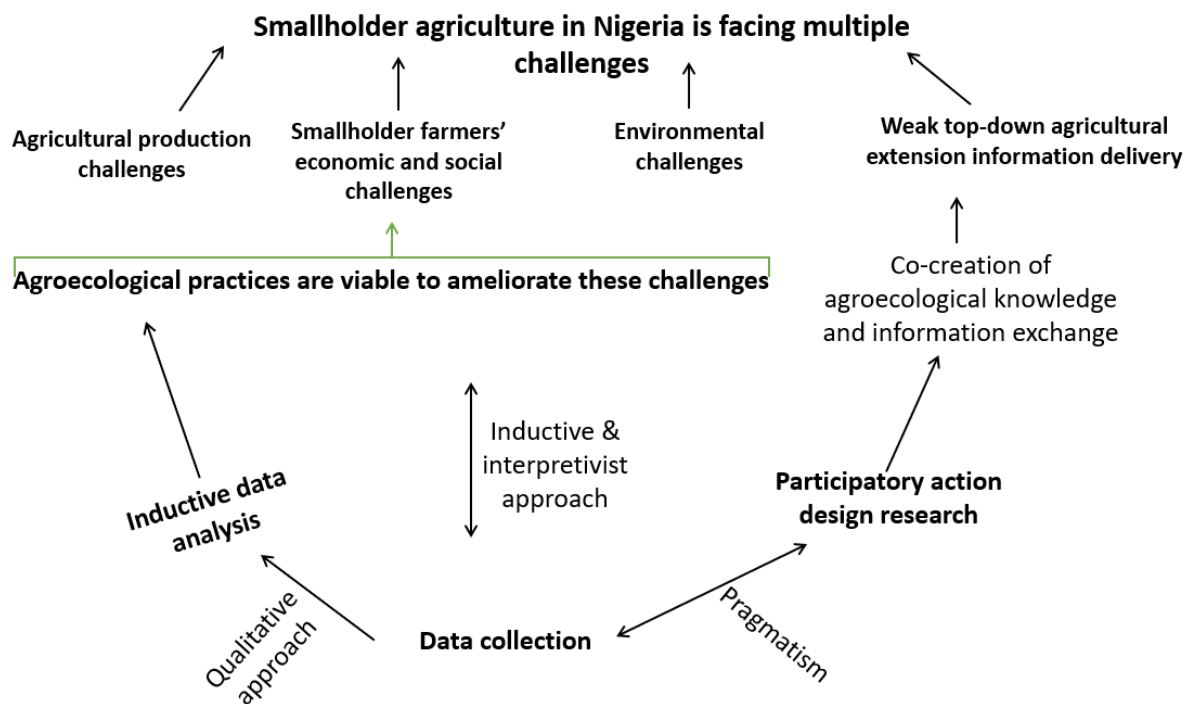 Smallholder agriculture in Nigeria is facing multiple
challenges
Agricultural production
challenges
Smallholder farmers’
economic and social
challenges
Environmental
challenges
Weak top-down agricultural
extension information delivery
Agroecological practices are viable to ameliorate these challenges
Co-creation of
agroecological knowledge
and information exchange
Inductive &
interpretivist
approach
Inductive data
analysis
Participatory action
design research
Qualitative
approach
Data collection
Pragmatism